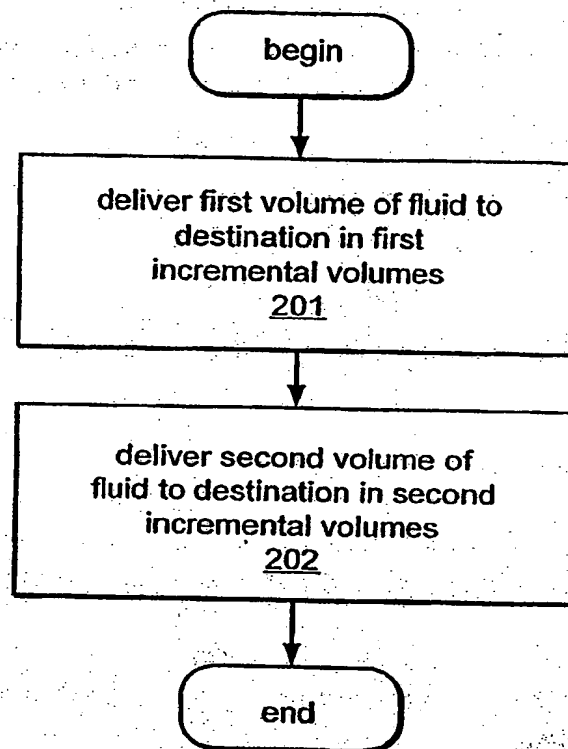 begin
deliver first volume of fluid to
destination in first
incremental volumes
201
deliver second volume of
fluid to destination in second
incremental volumes
202
end